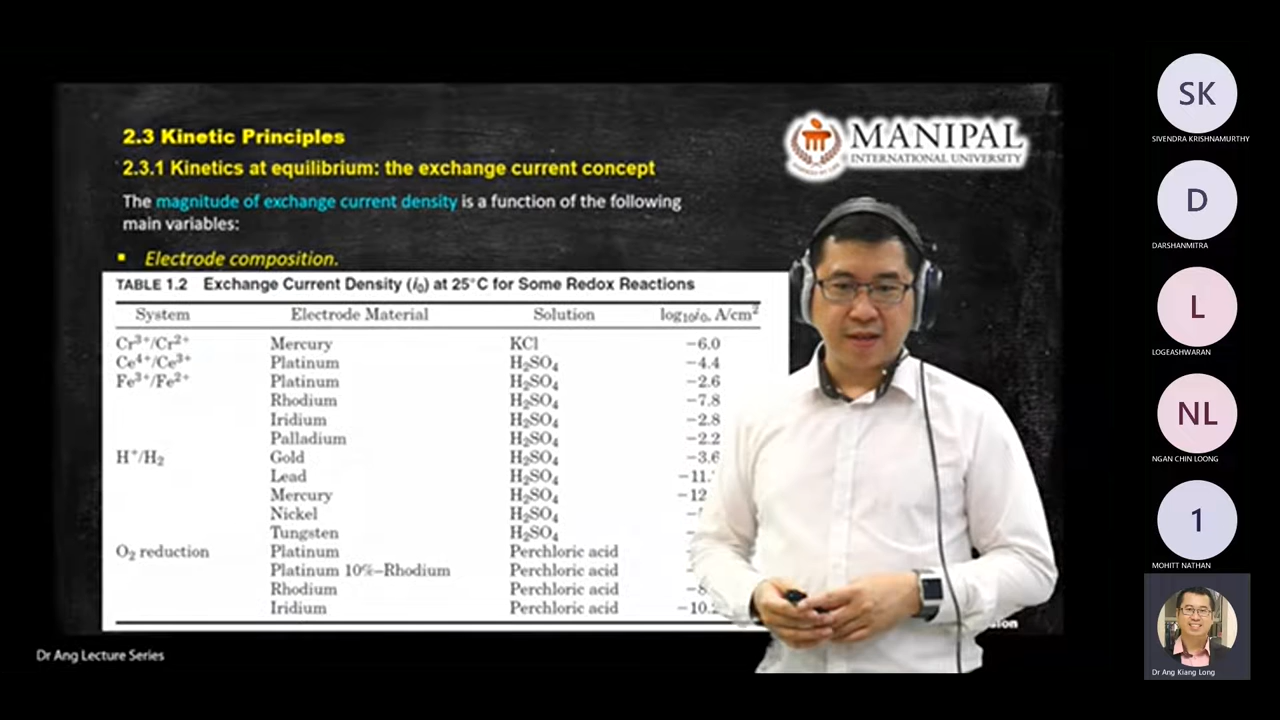 2.3 Kinetic Principles
2.3.1 Kinetics at equilibrium: the exchange current concept
The magnitude of exchange current density is a function of the following
main variables:
▪ Electrode composition.
TABLE 1.2 Exchange Current Density (i₀) at 25°C for Some Redox Reactions
System Electrode Material Solution log₁₀i₀, A/cm²
Cr³⁺/Cr²⁺ Mercury KCl −6.0
Ce⁴⁺/Ce³⁺ Platinum H₂SO₄ −4.4
Fe³⁺/Fe²⁺ Platinum H₂SO₄ −2.6
Rhodium H₂SO₄ −7.8
Iridium H₂SO₄ −2.8
Palladium H₂SO₄ −2.2
H⁺/H₂ Gold H₂SO₄ −3.6
Lead H₂SO₄ −11.
Mercury H₂SO₄ −12
Nickel H₂SO₄
Tungsten H₂SO₄
O₂ reduction Platinum Perchloric acid
Platinum 10%–Rhodium Perchloric acid
Rhodium Perchloric acid −8
Iridium Perchloric acid −10.
MANIPAL
INTERNATIONAL UNIVERSITY
Dr Ang Lecture Series
SK
SIVENDRA KRISHNAMURTHY
D
DARSHANMITRA
L
LOGEASHWARAN
NL
NGAN CHIN LOONG
1
MOHITT NATHAN
Dr Ang Kiang Long